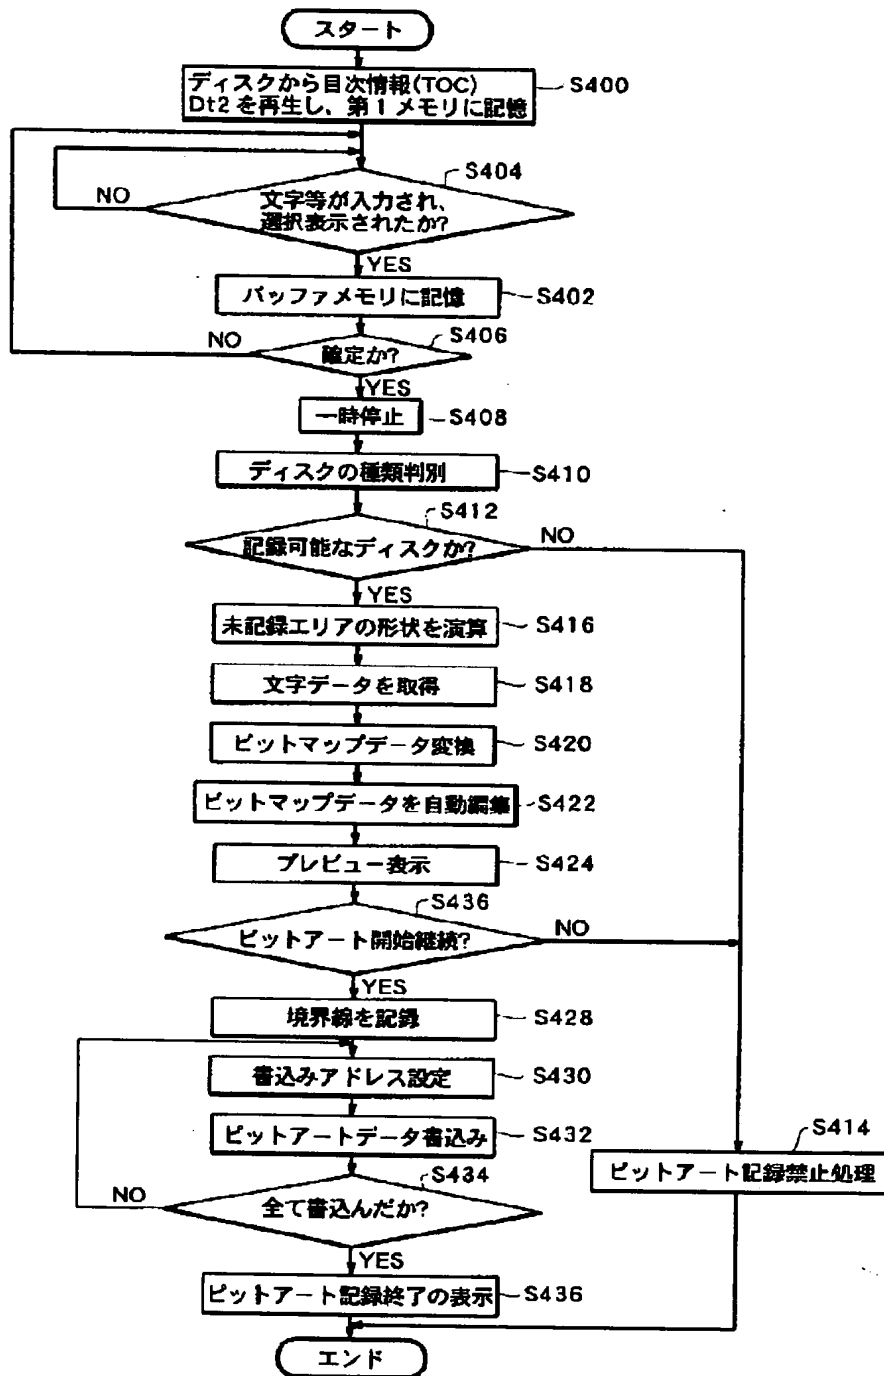 スタート
ディスクから目次情報(TOC)
Dt2を再生し、第1メモリに記憶
S400
S404
NO
文字等が入力され、
選択表示されたか?
YES
バッファメモリに記憶
S402
S406
NO
確定か?
YES
一時停止
S408
ディスクの種類判別
S410
S412
記録可能なディスクか?
NO
YES
未記録エリアの形状を演算
S416
文字データを取得
S418
ビットマップデータ変換
S420
ビットマップデータを自動編集
S422
プレビュー表示
S424
S436
ピットアート開始継続?
NO
YES
境界線を記録
S428
書込みアドレス設定
S430
ピットアートデータ書込み
S432
S414
ピットアート記録禁止処理
S434
NO
全て書込んだか?
YES
ピットアート記録終了の表示
S436
エンド